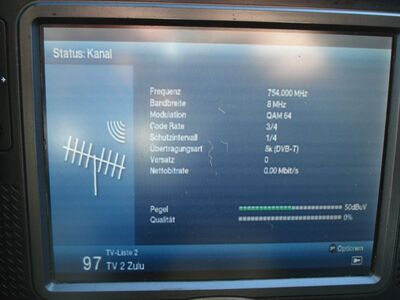 Status: Kanal
Frequenz 754.000 MHz
Bandbreite 8 MHz
Modulation QAM 64
Code Rate 3/4
Schutzintervall 1/4
Übertragungsart 8k (DVB-T)
Versatz 0
Nettobitrate 0.00 Mbit/s
Pegel 50dBuV
Qualität 0%
TV-Liste 2
97 TV 2 Zulu
Optionen